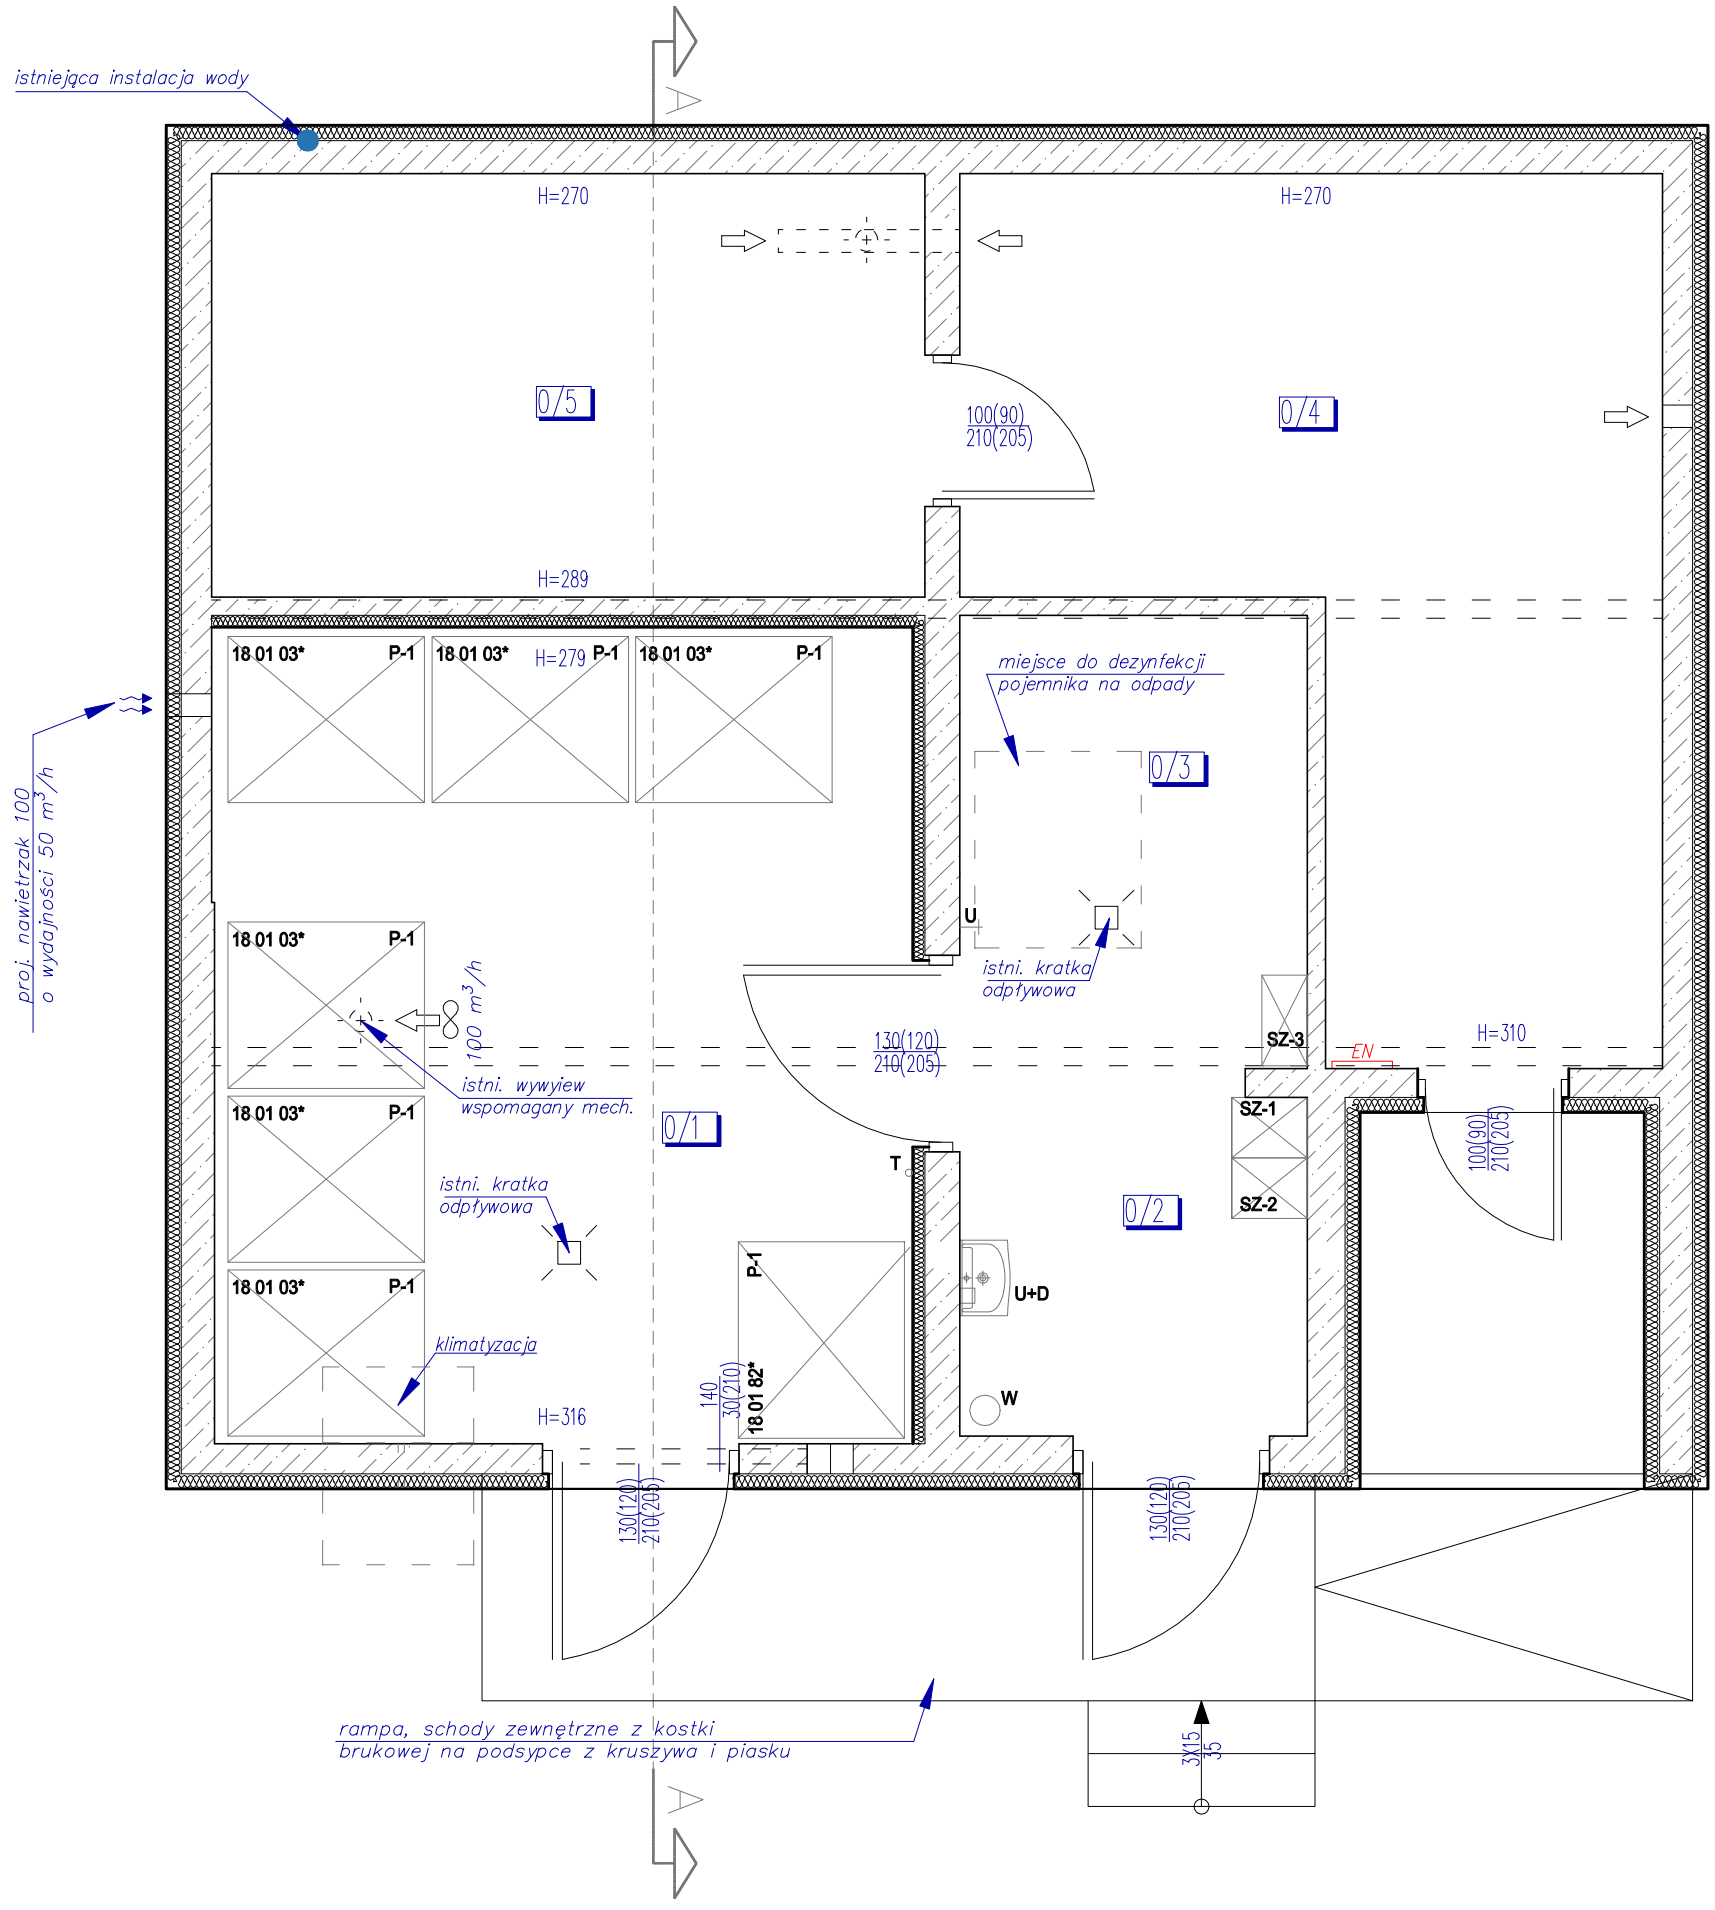 A
istniejąca instalacja wody
H=270
H=270
0/5
0/4
100(90)
210(205)
H=289
18 01 03*
P-1
18 01 03*
H=279
P-1
18 01 03*
P-1
miejsce do dezynfekcji
pojemnika na odpady
0/3
proj. nawietrzak 100
o wydajności 50 m³/h
U
18 01 03*
P-1
istni. kratka
odpływowa
100 m³/h
130(120)
210(205)
SZ-3
H=310
EN
istni. wywyiew
wspomagany mech.
18 01 03*
P-1
0/1
SZ-1
100(90)
210(205)
T
istni. kratka
odpływowa
SZ-2
0/2
18 01 03*
P-1
P-1
U+D
klimatyzacja
140
30(210)
18 01 82*
W
H=316
130(120)
210(205)
130(120)
210(205)
rampa, schody zewnętrzne z kostki
brukowej na podsypce z kruszywa i piasku
3X15
35
A